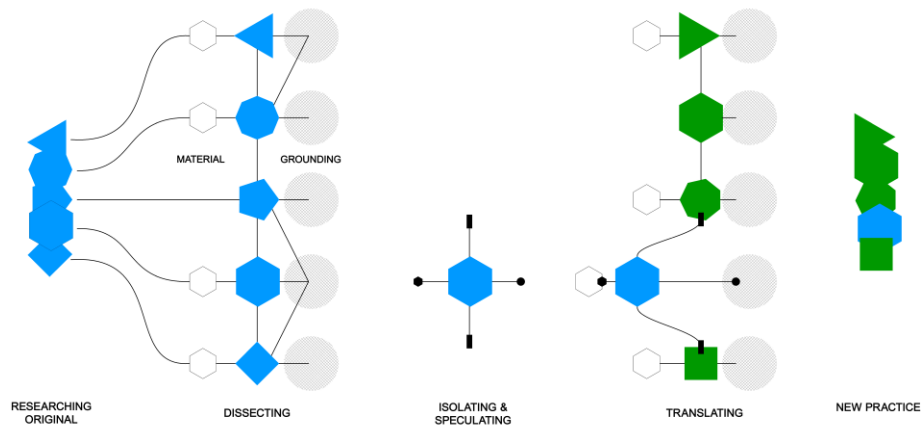 MATERIAL
GROUNDING
RESEARCHING
ORIGINAL
DISSECTING
ISOLATING &
SPECULATING
TRANSLATING
NEW PRACTICE